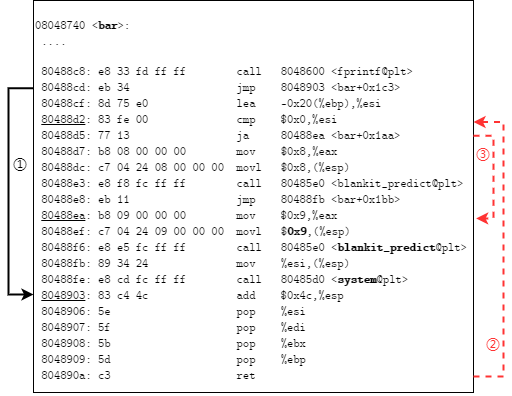 08048740 <bar>:
....
80488c8: e8 33 fd ff ff call 8048600 <fprintf@plt>
80488cd: eb 34 jmp 8048903 <bar+0x1c3>
80488cf: 8d 75 e0 lea -0x20(%ebp),%esi
80488d2: 83 fe 00 cmp $0x0,%esi
80488d5: 77 13 ja 80488ea <bar+0x1aa>
80488d7: b8 08 00 00 00 mov $0x8,%eax
80488dc: c7 04 24 08 00 00 00 movl $0x8,(%esp)
80488e3: e8 f8 fc ff ff call 80485e0 <blankit_predict@plt>
80488e8: eb 11 jmp 80488fb <bar+0x1bb>
80488ea: b8 09 00 00 00 mov $0x9,%eax
80488ef: c7 04 24 09 00 00 00 movl $0x9,(%esp)
80488f6: e8 e5 fc ff ff call 80485e0 <blankit_predict@plt>
80488fb: 89 34 24 mov %esi,(%esp)
80488fe: e8 cd fc ff ff call 80485d0 <system@plt>
8048903: 83 c4 4c add $0x4c,%esp
8048906: 5e pop %esi
8048907: 5f pop %edi
8048908: 5b pop %ebx
8048909: 5d pop %ebp
804890a: c3 ret
①
③
②